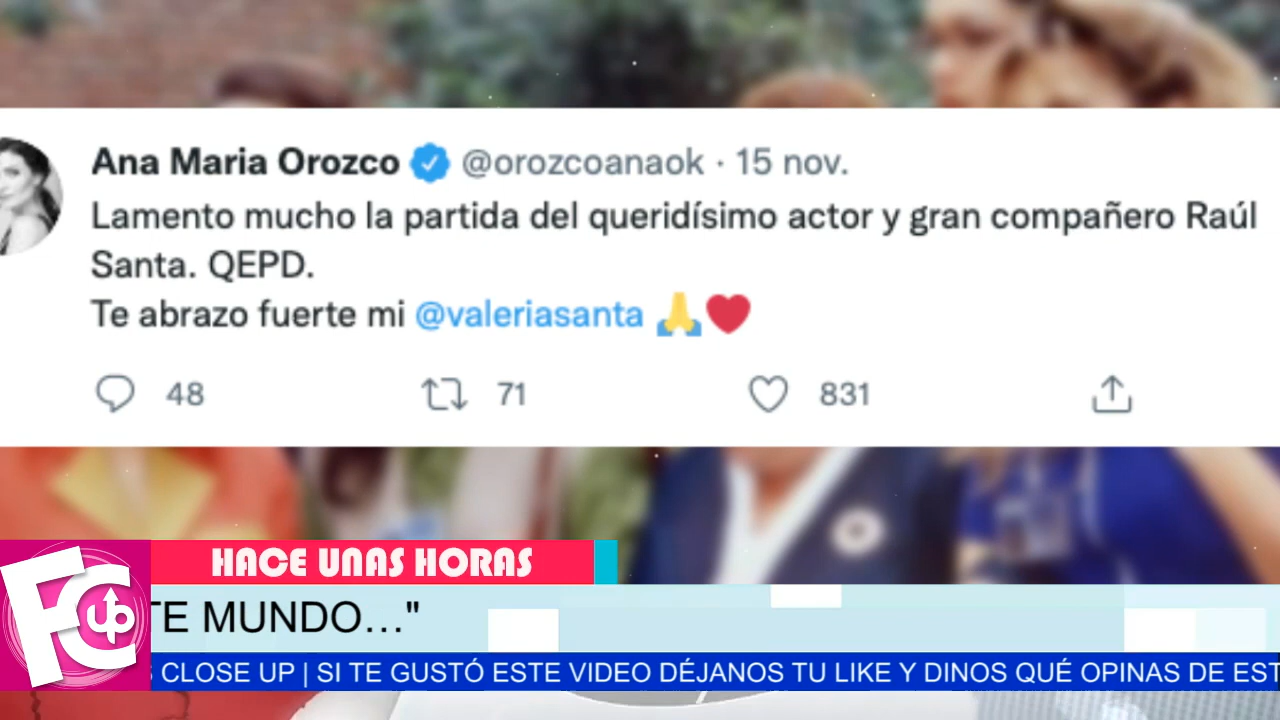 Ana Maria Orozco @orozcoanaok · 15 nov.
Lamento mucho la partida del queridísimo actor y gran compañero Raúl
Santa. QEPD.
Te abrazo fuerte mi @valeriasanta 🙏❤️
48 71 831
HACE UNAS HORAS
TE MUNDO..."
FC up
CLOSE UP | SI TE GUSTÓ ESTE VIDEO DÉJANOS TU LIKE Y DINOS QUÉ OPINAS DE EST